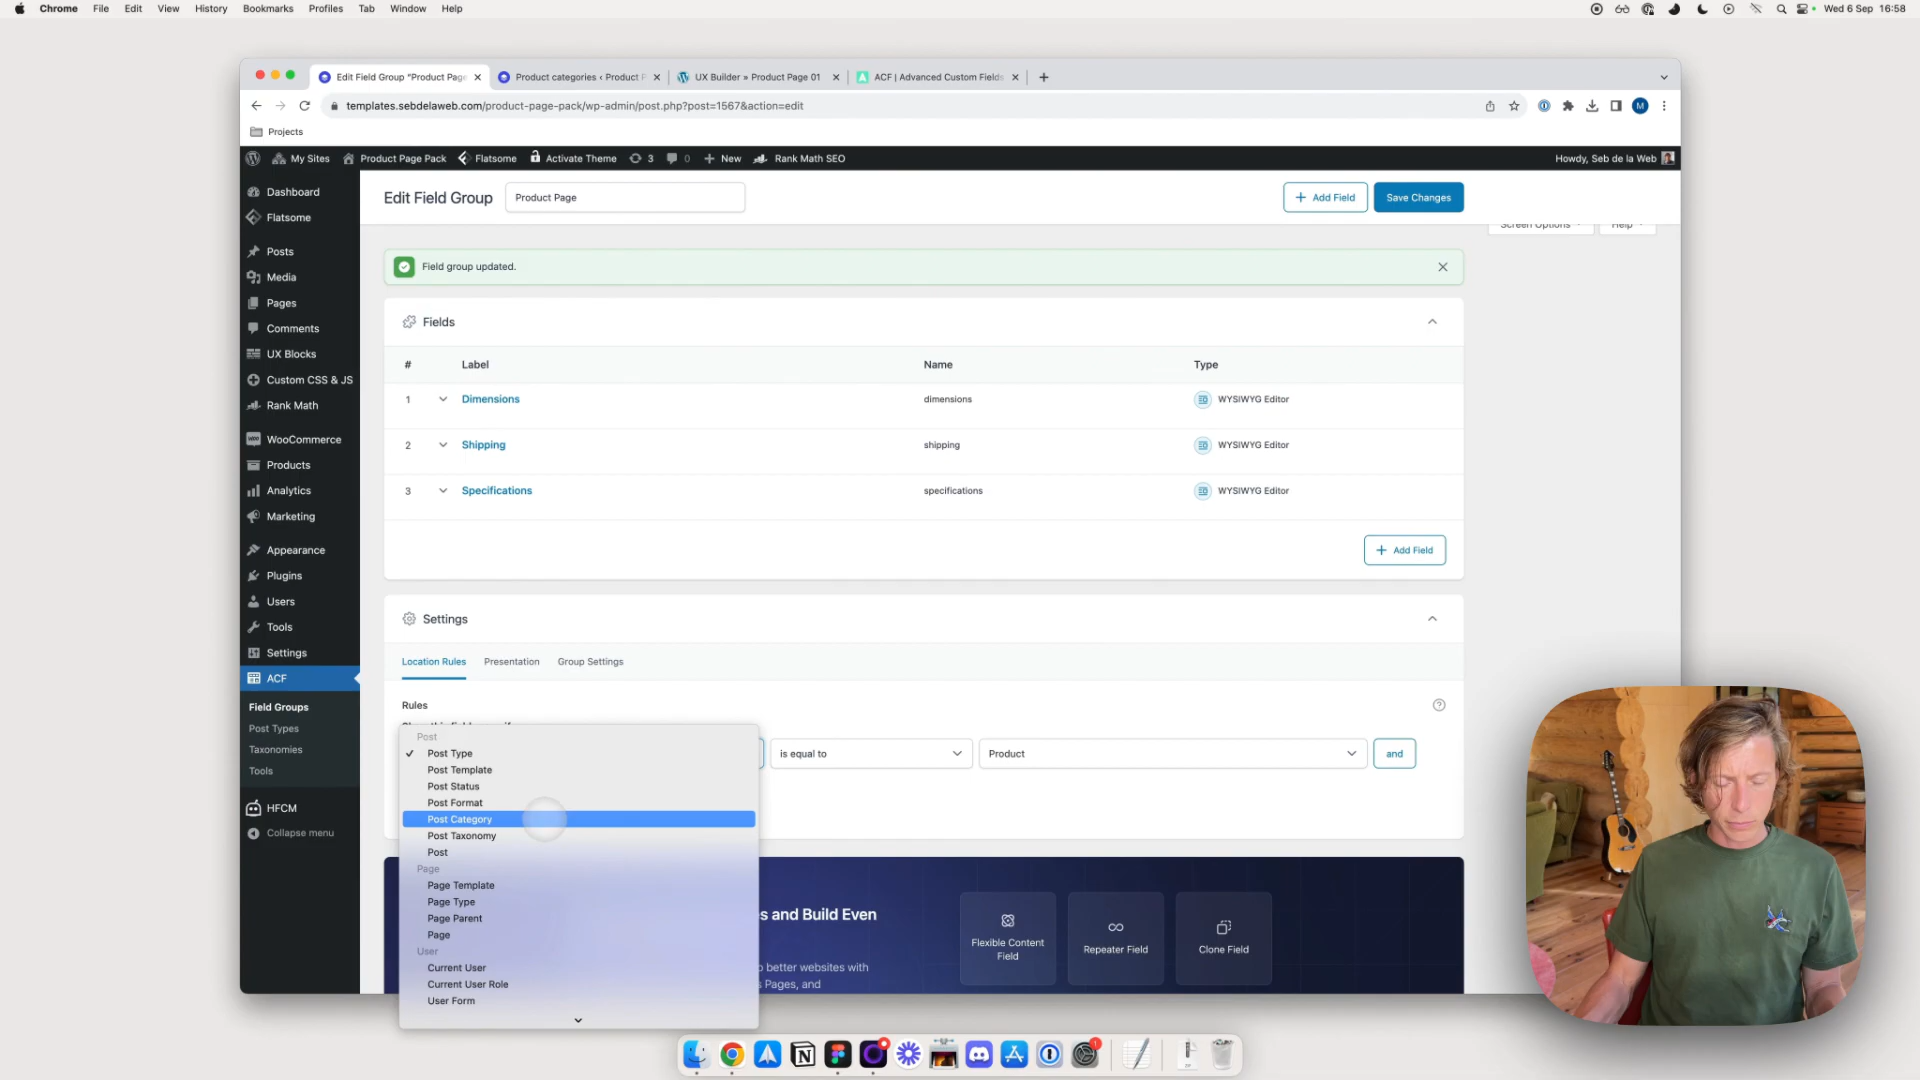 Chrome File Edit View History Bookmarks Profiles Tab Window Help
Wed 6 Sep 16:58
Edit Field Group "Product Page
Product categories ‹ Product P
UX Builder » Product Page 01
ACF | Advanced Custom Fields
templates.sebdelaweb.com/product-page-pack/wp-admin/post.php?post=1567&action=edit
M
Projects
My Sites Product Page Pack Flatsome Activate Theme 3 0 New Rank Math SEO
Howdy, Seb de la Web
Dashboard
Flatsome
Posts
Media
Pages
Comments
UX Blocks
Custom CSS & JS
Rank Math
WooCommerce
Products
Analytics
Marketing
Appearance
Plugins
Users
Tools
Settings
ACF
Field Groups
Post Types
Taxonomies
Tools
HFCM
Collapse menu
Edit Field Group
Product Page
+ Add Field
Save Changes
Screen Options
Help
Field group updated.
Fields
# Label Name Type
1 Dimensions dimensions WYSIWYG Editor
2 Shipping shipping WYSIWYG Editor
3 Specifications specifications WYSIWYG Editor
+ Add Field
Settings
Location Rules Presentation Group Settings
Rules
Post
✓ Post Type
Post Template
Post Status
Post Format
Post Category
Post Taxonomy
Post
Page
Page Template
Page Type
Page Parent
Page
User
Current User
Current User Role
User Form
is equal to
Product
and
s and Build Even
better websites with
s Pages, and
Flexible Content
Field
Repeater Field
Clone Field
1